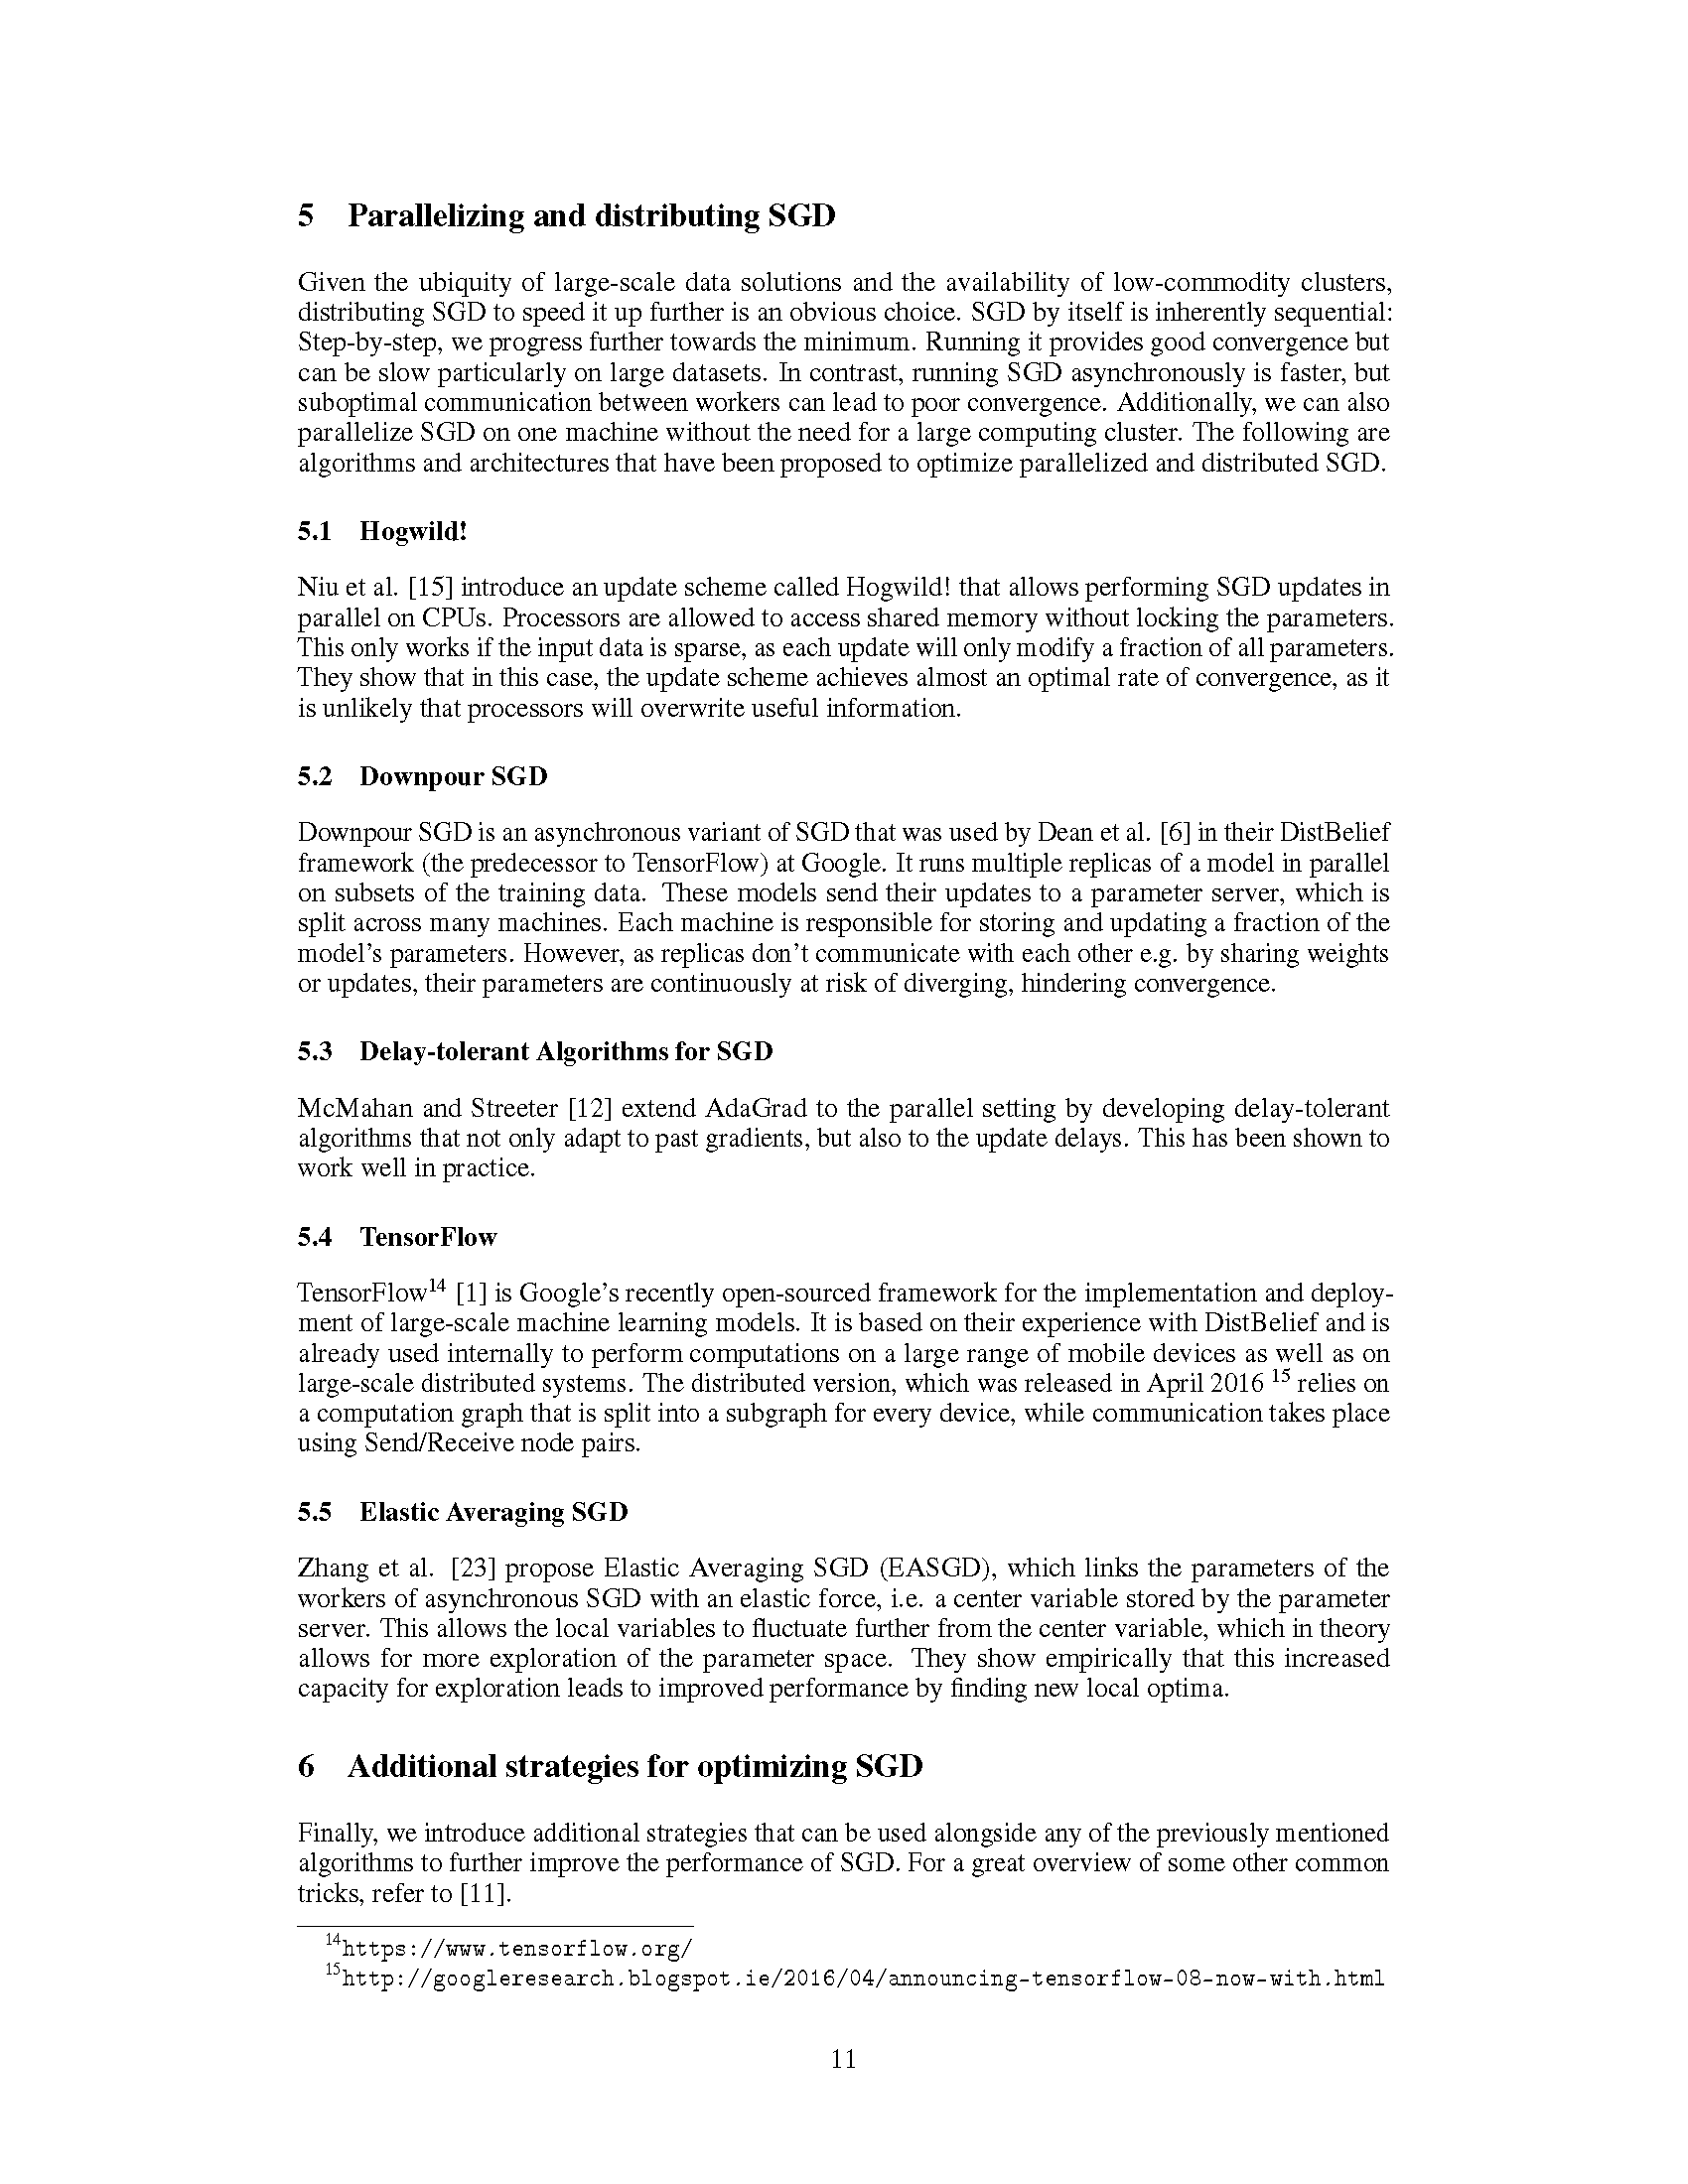 5 Parallelizing and distributing SGD
Given the ubiquity of large-scale data solutions and the availability of low-commodity clusters,
distributing SGD to speed it up further is an obvious choice. SGD by itself is inherently sequential:
Step-by-step, we progress further towards the minimum. Running it provides good convergence but
can be slow particularly on large datasets. In contrast, running SGD asynchronously is faster, but
suboptimal communication between workers can lead to poor convergence. Additionally, we can also
parallelize SGD on one machine without the need for a large computing cluster. The following are
algorithms and architectures that have been proposed to optimize parallelized and distributed SGD.
5.1 Hogwild!
Niu et al. [15] introduce an update scheme called Hogwild! that allows performing SGD updates in
parallel on CPUs. Processors are allowed to access shared memory without locking the parameters.
This only works if the input data is sparse, as each update will only modify a fraction of all parameters.
They show that in this case, the update scheme achieves almost an optimal rate of convergence, as it
is unlikely that processors will overwrite useful information.
5.2 Downpour SGD
Downpour SGD is an asynchronous variant of SGD that was used by Dean et al. [6] in their DistBelief
framework (the predecessor to TensorFlow) at Google. It runs multiple replicas of a model in parallel
on subsets of the training data. These models send their updates to a parameter server, which is
split across many machines. Each machine is responsible for storing and updating a fraction of the
model's parameters. However, as replicas don't communicate with each other e.g. by sharing weights
or updates, their parameters are continuously at risk of diverging, hindering convergence.
5.3 Delay-tolerant Algorithms for SGD
McMahan and Streeter [12] extend AdaGrad to the parallel setting by developing delay-tolerant
algorithms that not only adapt to past gradients, but also to the update delays. This has been shown to
work well in practice.
5.4 TensorFlow
TensorFlow14 [1] is Google's recently open-sourced framework for the implementation and deploy-
ment of large-scale machine learning models. It is based on their experience with DistBelief and is
already used internally to perform computations on a large range of mobile devices as well as on
large-scale distributed systems. The distributed version, which was released in April 2016 15 relies on
a computation graph that is split into a subgraph for every device, while communication takes place
using Send/Receive node pairs.
5.5 Elastic Averaging SGD
Zhang et al. [23] propose Elastic Averaging SGD (EASGD), which links the parameters of the
workers of asynchronous SGD with an elastic force, i.e. a center variable stored by the parameter
server. This allows the local variables to fluctuate further from the center variable, which in theory
allows for more exploration of the parameter space. They show empirically that this increased
capacity for exploration leads to improved performance by finding new local optima.
6 Additional strategies for optimizing SGD
Finally, we introduce additional strategies that can be used alongside any of the previously mentioned
algorithms to further improve the performance of SGD. For a great overview of some other common
tricks, refer to [11].
14https://www.tensorflow.org/
15http://googleresearch.blogspot.ie/2016/04/announcing-tensorflow-08-now-with.html
11